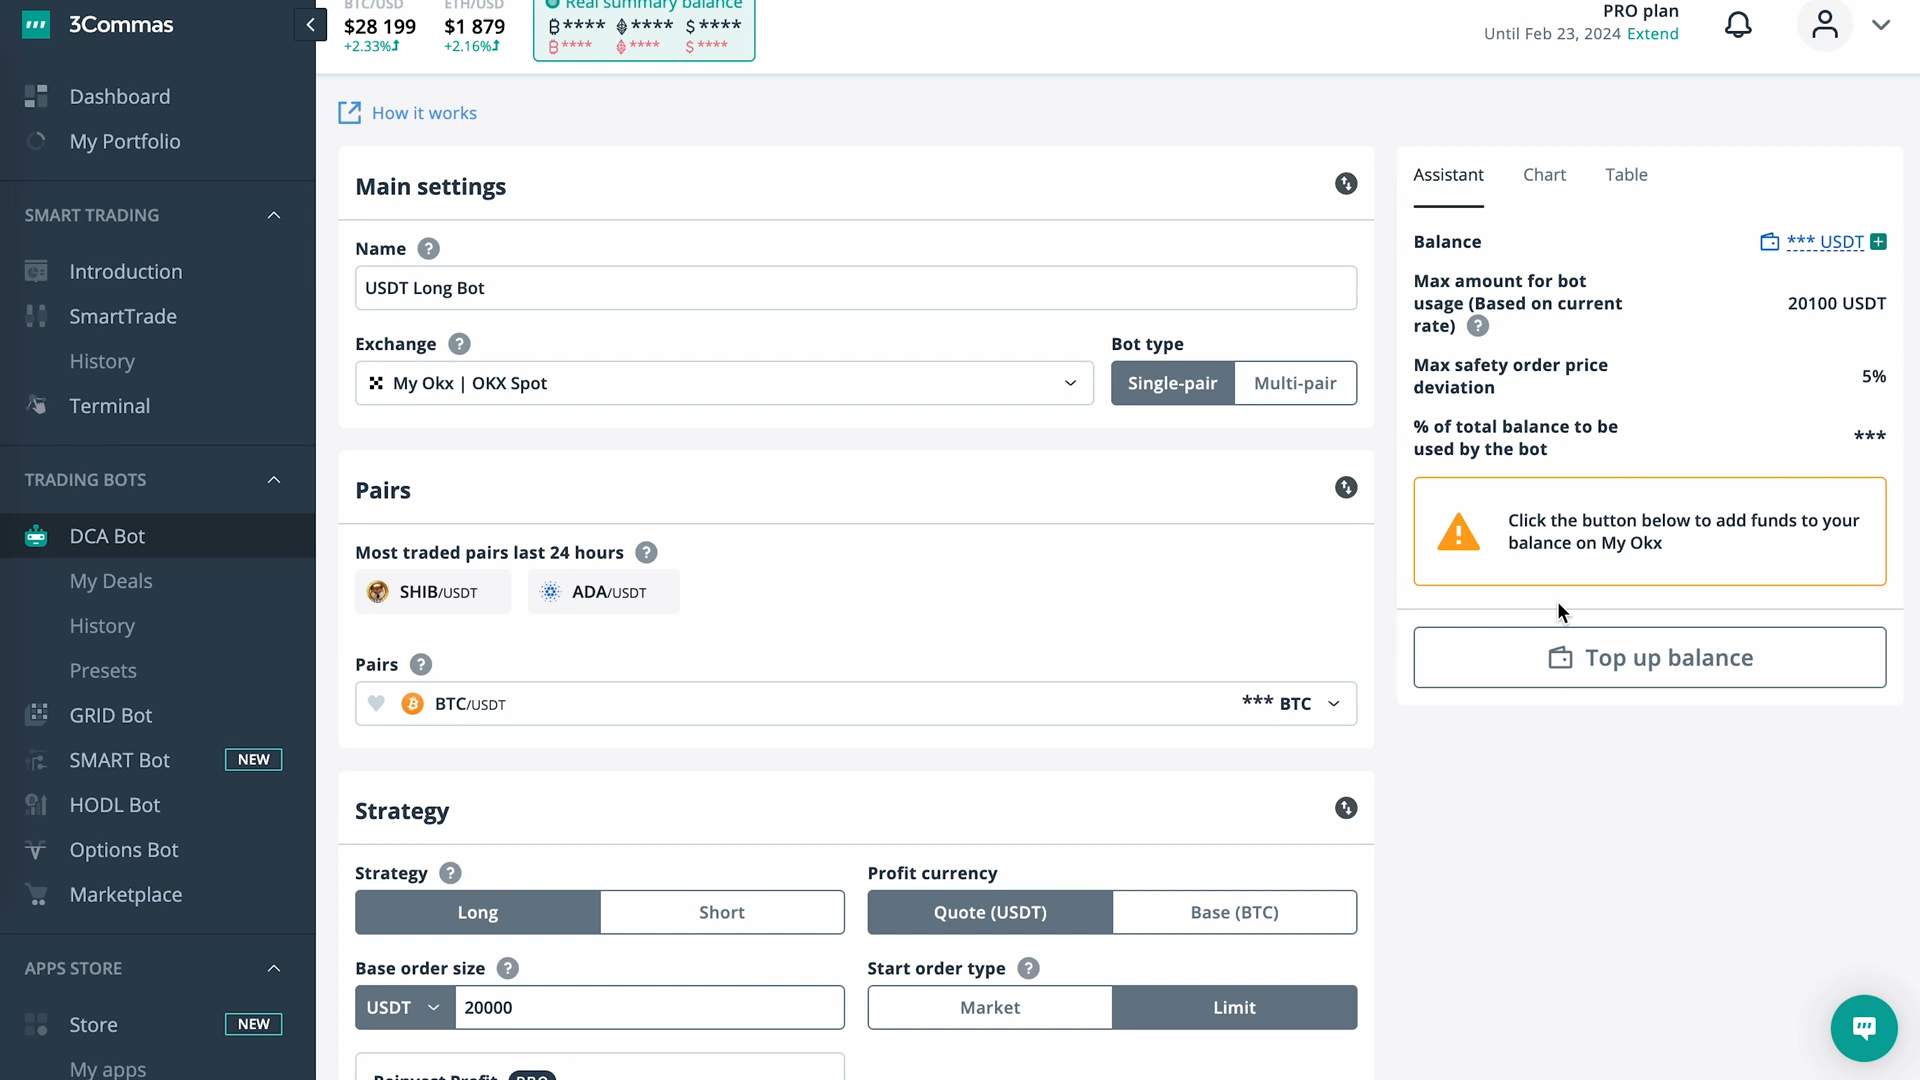 3Commas
BTC/USD
$28 199
+2.33%
ETH/USD
$1 879
+2.16%
Real summary balance
**** **** $ ****
**** **** $ ****
PRO plan
Until Feb 23, 2024 Extend
Dashboard
My Portfolio
SMART TRADING
Introduction
SmartTrade
History
Terminal
TRADING BOTS
DCA Bot
My Deals
History
Presets
GRID Bot
SMART Bot NEW
HODL Bot
Options Bot
Marketplace
APPS STORE
Store NEW
My apps
How it works
Main settings
Name ?
USDT Long Bot
Exchange ?
My Okx | OKX Spot
Bot type
Single-pair Multi-pair
Pairs
Most traded pairs last 24 hours ?
SHIB/USDT ADA/USDT
Pairs ?
BTC/USDT *** BTC
Strategy
Strategy ?
Long Short
Profit currency
Quote (USDT) Base (BTC)
Base order size ?
USDT 20000
Start order type ?
Market Limit
Reinvest Profit PRO
Assistant Chart Table
Balance *** USDT
Max amount for bot
usage (Based on current
rate) ?
20100 USDT
Max safety order price
deviation
5%
% of total balance to be
used by the bot
***
Click the button below to add funds to your
balance on My Okx
Top up balance